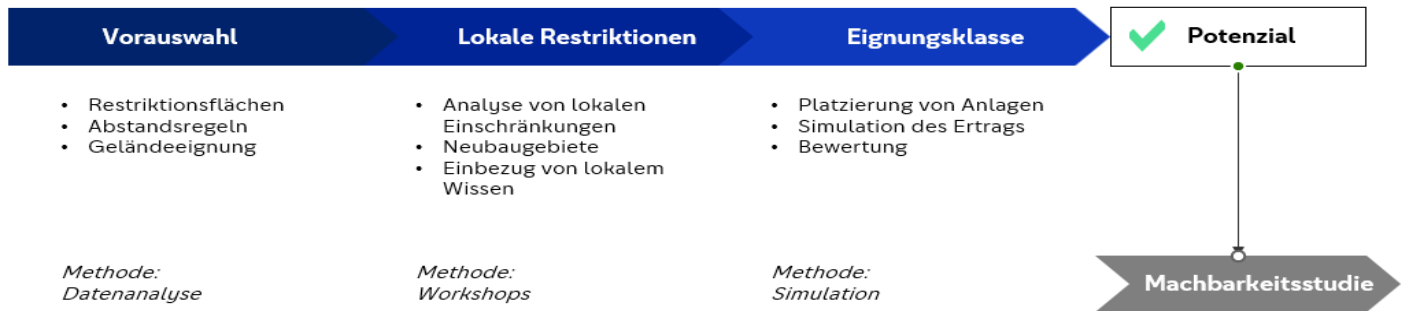 Vorauswahl
Lokale Restriktionen
Eignungsklasse
Potenzial
• Restriktionsflächen
• Abstandsregeln
• Geländeeignung
• Analyse von lokalen
Einschränkungen
• Neubaugebiete
• Einbezug von lokalem
Wissen
• Platzierung von Anlagen
• Simulation des Ertrags
• Bewertung
Methode:
Datenanalyse
Methode:
Workshops
Methode:
Simulation
Machbarkeitsstudie